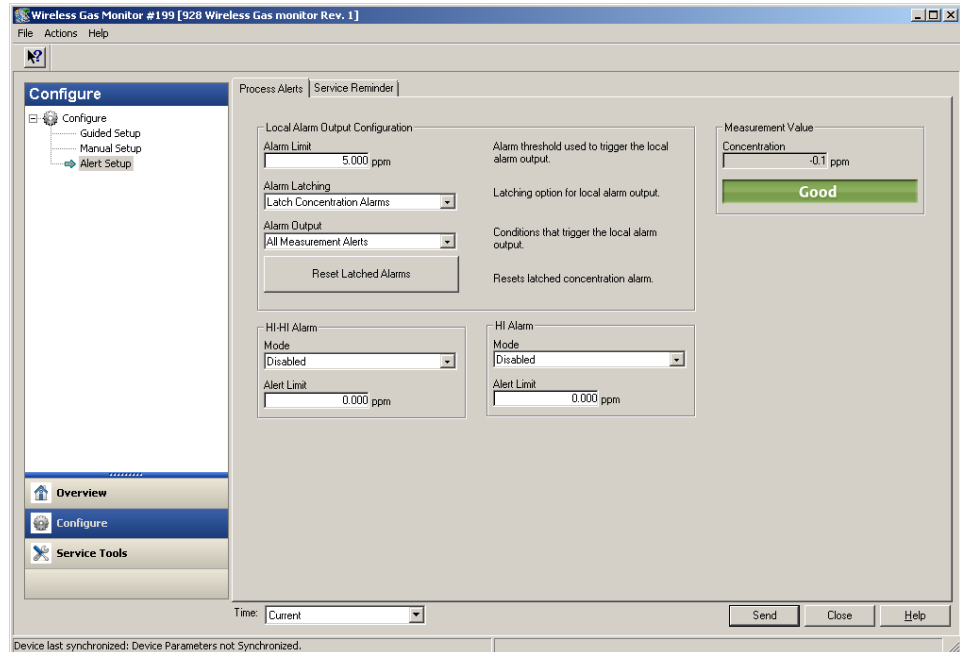 Wireless Gas Monitor #199 [928 Wireless Gas monitor Rev. 1]
File Actions Help
Configure
Configure
Guided Setup
Manual Setup
Alert Setup
Overview
Configure
Service Tools
Process Alerts Service Reminder
Local Alarm Output Configuration
Alarm Limit
5.000 ppm
Alarm threshold used to trigger the local
alarm output.
Alarm Latching
Latch Concentration Alarms
Latching option for local alarm output.
Alarm Output
All Measurement Alerts
Conditions that trigger the local alarm
output.
Reset Latched Alarms
Resets latched concentration alarm.
HI-HI Alarm
Mode
Disabled
Alert Limit
0.000 ppm
HI Alarm
Mode
Disabled
Alert Limit
0.000 ppm
Measurement Value
Concentration
-0.1 ppm
Good
Time: Current
Send Close Help
Device last synchronized: Device Parameters not Synchronized.